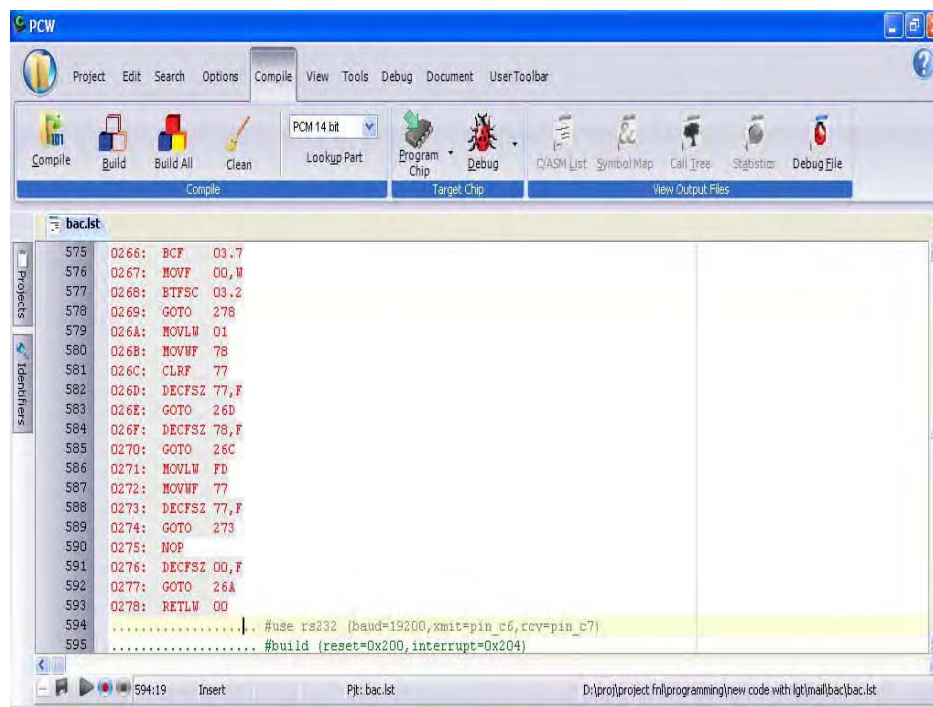 PCW
Project Edit Search Options Compile View Tools Debug Document User Toolbar
PCM 14 bit
Compile Build Build All Clean Lookup Part Program Chip Debug C/ASM List Symbol Map Call Tree Statistics Debug File
Compile Target Chip View Output Files
bac.lst
Projects
Identifiers
575 0266: BCF 03.7
576 0267: MOVF 00,W
577 0268: BTFSC 03.2
578 0269: GOTO 278
579 026A: MOVLW 01
580 026B: MOVWF 78
581 026C: CLRF 77
582 026D: DECFSZ 77,F
583 026E: GOTO 26D
584 026F: DECFSZ 78,F
585 0270: GOTO 26C
586 0271: MOVLW FD
587 0272: MOVWF 77
588 0273: DECFSZ 77,F
589 0274: GOTO 273
590 0275: NOP
591 0276: DECFSZ 00,F
592 0277: GOTO 26A
593 0278: RETLW 00
594 .................... #use rs232 (baud=19200,xmit=pin_c6,rcv=pin_c7)
595 .................... #build (reset=0x200,interrupt=0x204)
594:19 Insert Pjt: bac.lst D:\proj\project fnl\programming\new code with lgt\mail\bac\bac.lst